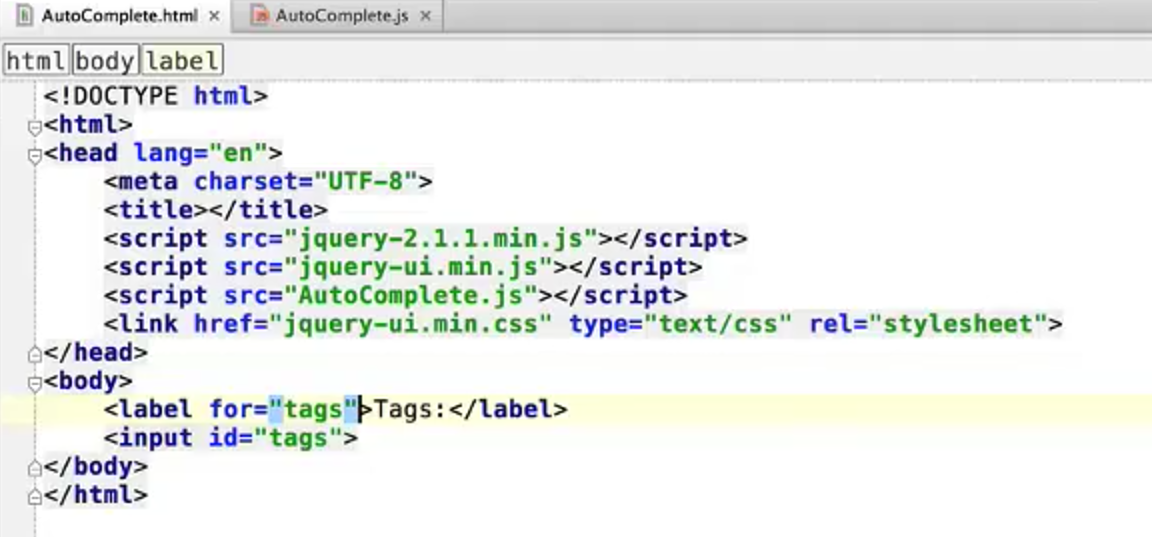 AutoComplete.html AutoComplete.js
html body label
<!DOCTYPE html>
<html>
<head lang="en">
    <meta charset="UTF-8">
    <title></title>
    <script src="jquery-2.1.1.min.js"></script>
    <script src="jquery-ui.min.js"></script>
    <script src="AutoComplete.js"></script>
    <link href="jquery-ui.min.css" type="text/css" rel="stylesheet">
</head>
<body>
    <label for="tags">Tags:</label>
    <input id="tags">
</body>
</html>